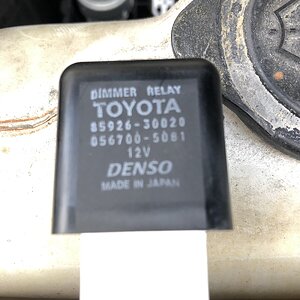 DIMMER RELAY
TOYOTA
85926-30020
056700-5081
12V
DENSO
MADE IN JAPAN